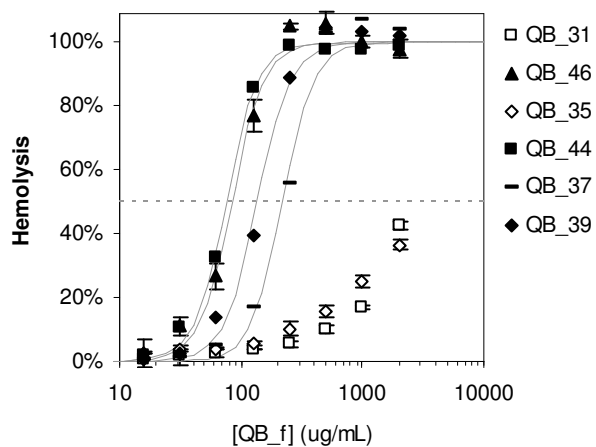 100%
80%
60%
40%
20%
0%
Hemolysis
10
100
1000
10000
[QB_f] (ug/mL)
QB_31
QB_46
QB_35
QB_44
QB_37
QB_39